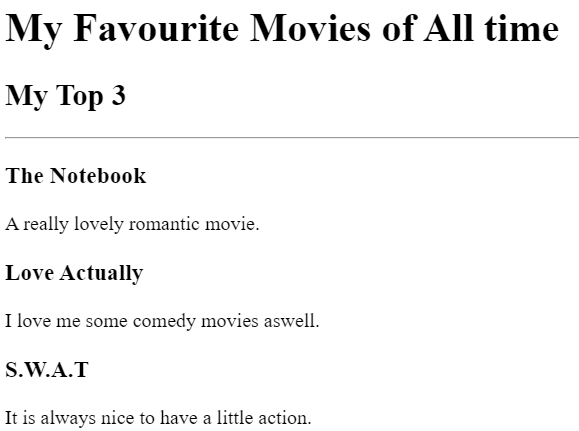 My Favourite Movies of All time
My Top 3
The Notebook
A really lovely romantic movie.
Love Actually
I love me some comedy movies aswell.
S.W.A.T
It is always nice to have a little action.